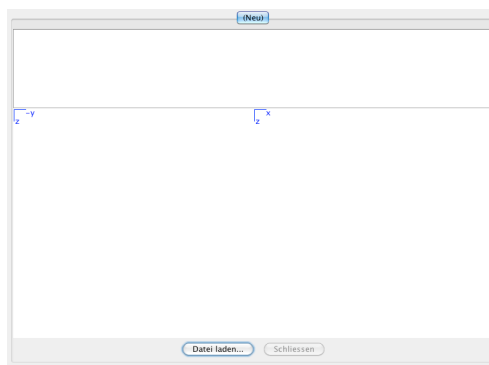 (Neu)
-y x
z z
Datei laden... Schliessen